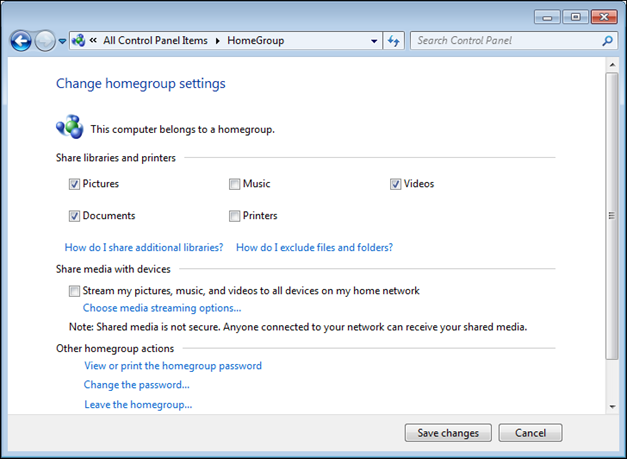 « All Control Panel Items ▸ HomeGroup Search Control Panel
Change homegroup settings
This computer belongs to a homegroup.
Share libraries and printers
Pictures Music Videos
Documents Printers
How do I share additional libraries? How do I exclude files and folders?
Share media with devices
Stream my pictures, music, and videos to all devices on my home network
Choose media streaming options...
Note: Shared media is not secure. Anyone connected to your network can receive your shared media.
Other homegroup actions
View or print the homegroup password
Change the password...
Leave the homegroup...
Save changes Cancel